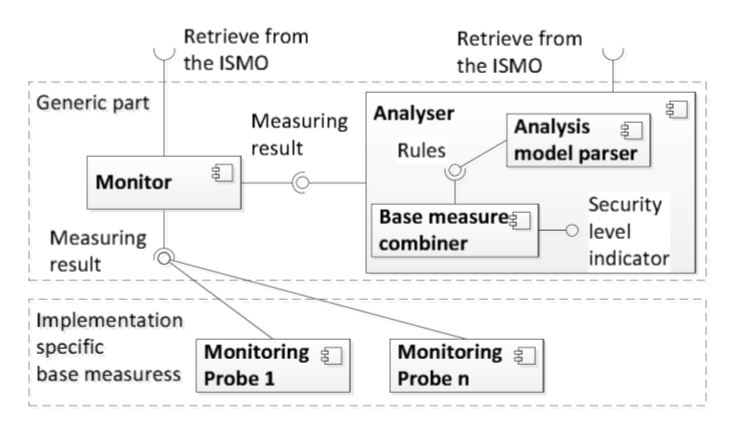 Retrieve from
the ISMO
Retrieve from
the ISMO
Generic part
Measuring
result
Analyser
Analysis
model parser
Rules
Monitor
Base measure
combiner
Security
level
indicator
Measuring
result
Implementation
specific
base measuress
Monitoring
Probe 1
Monitoring
Probe n